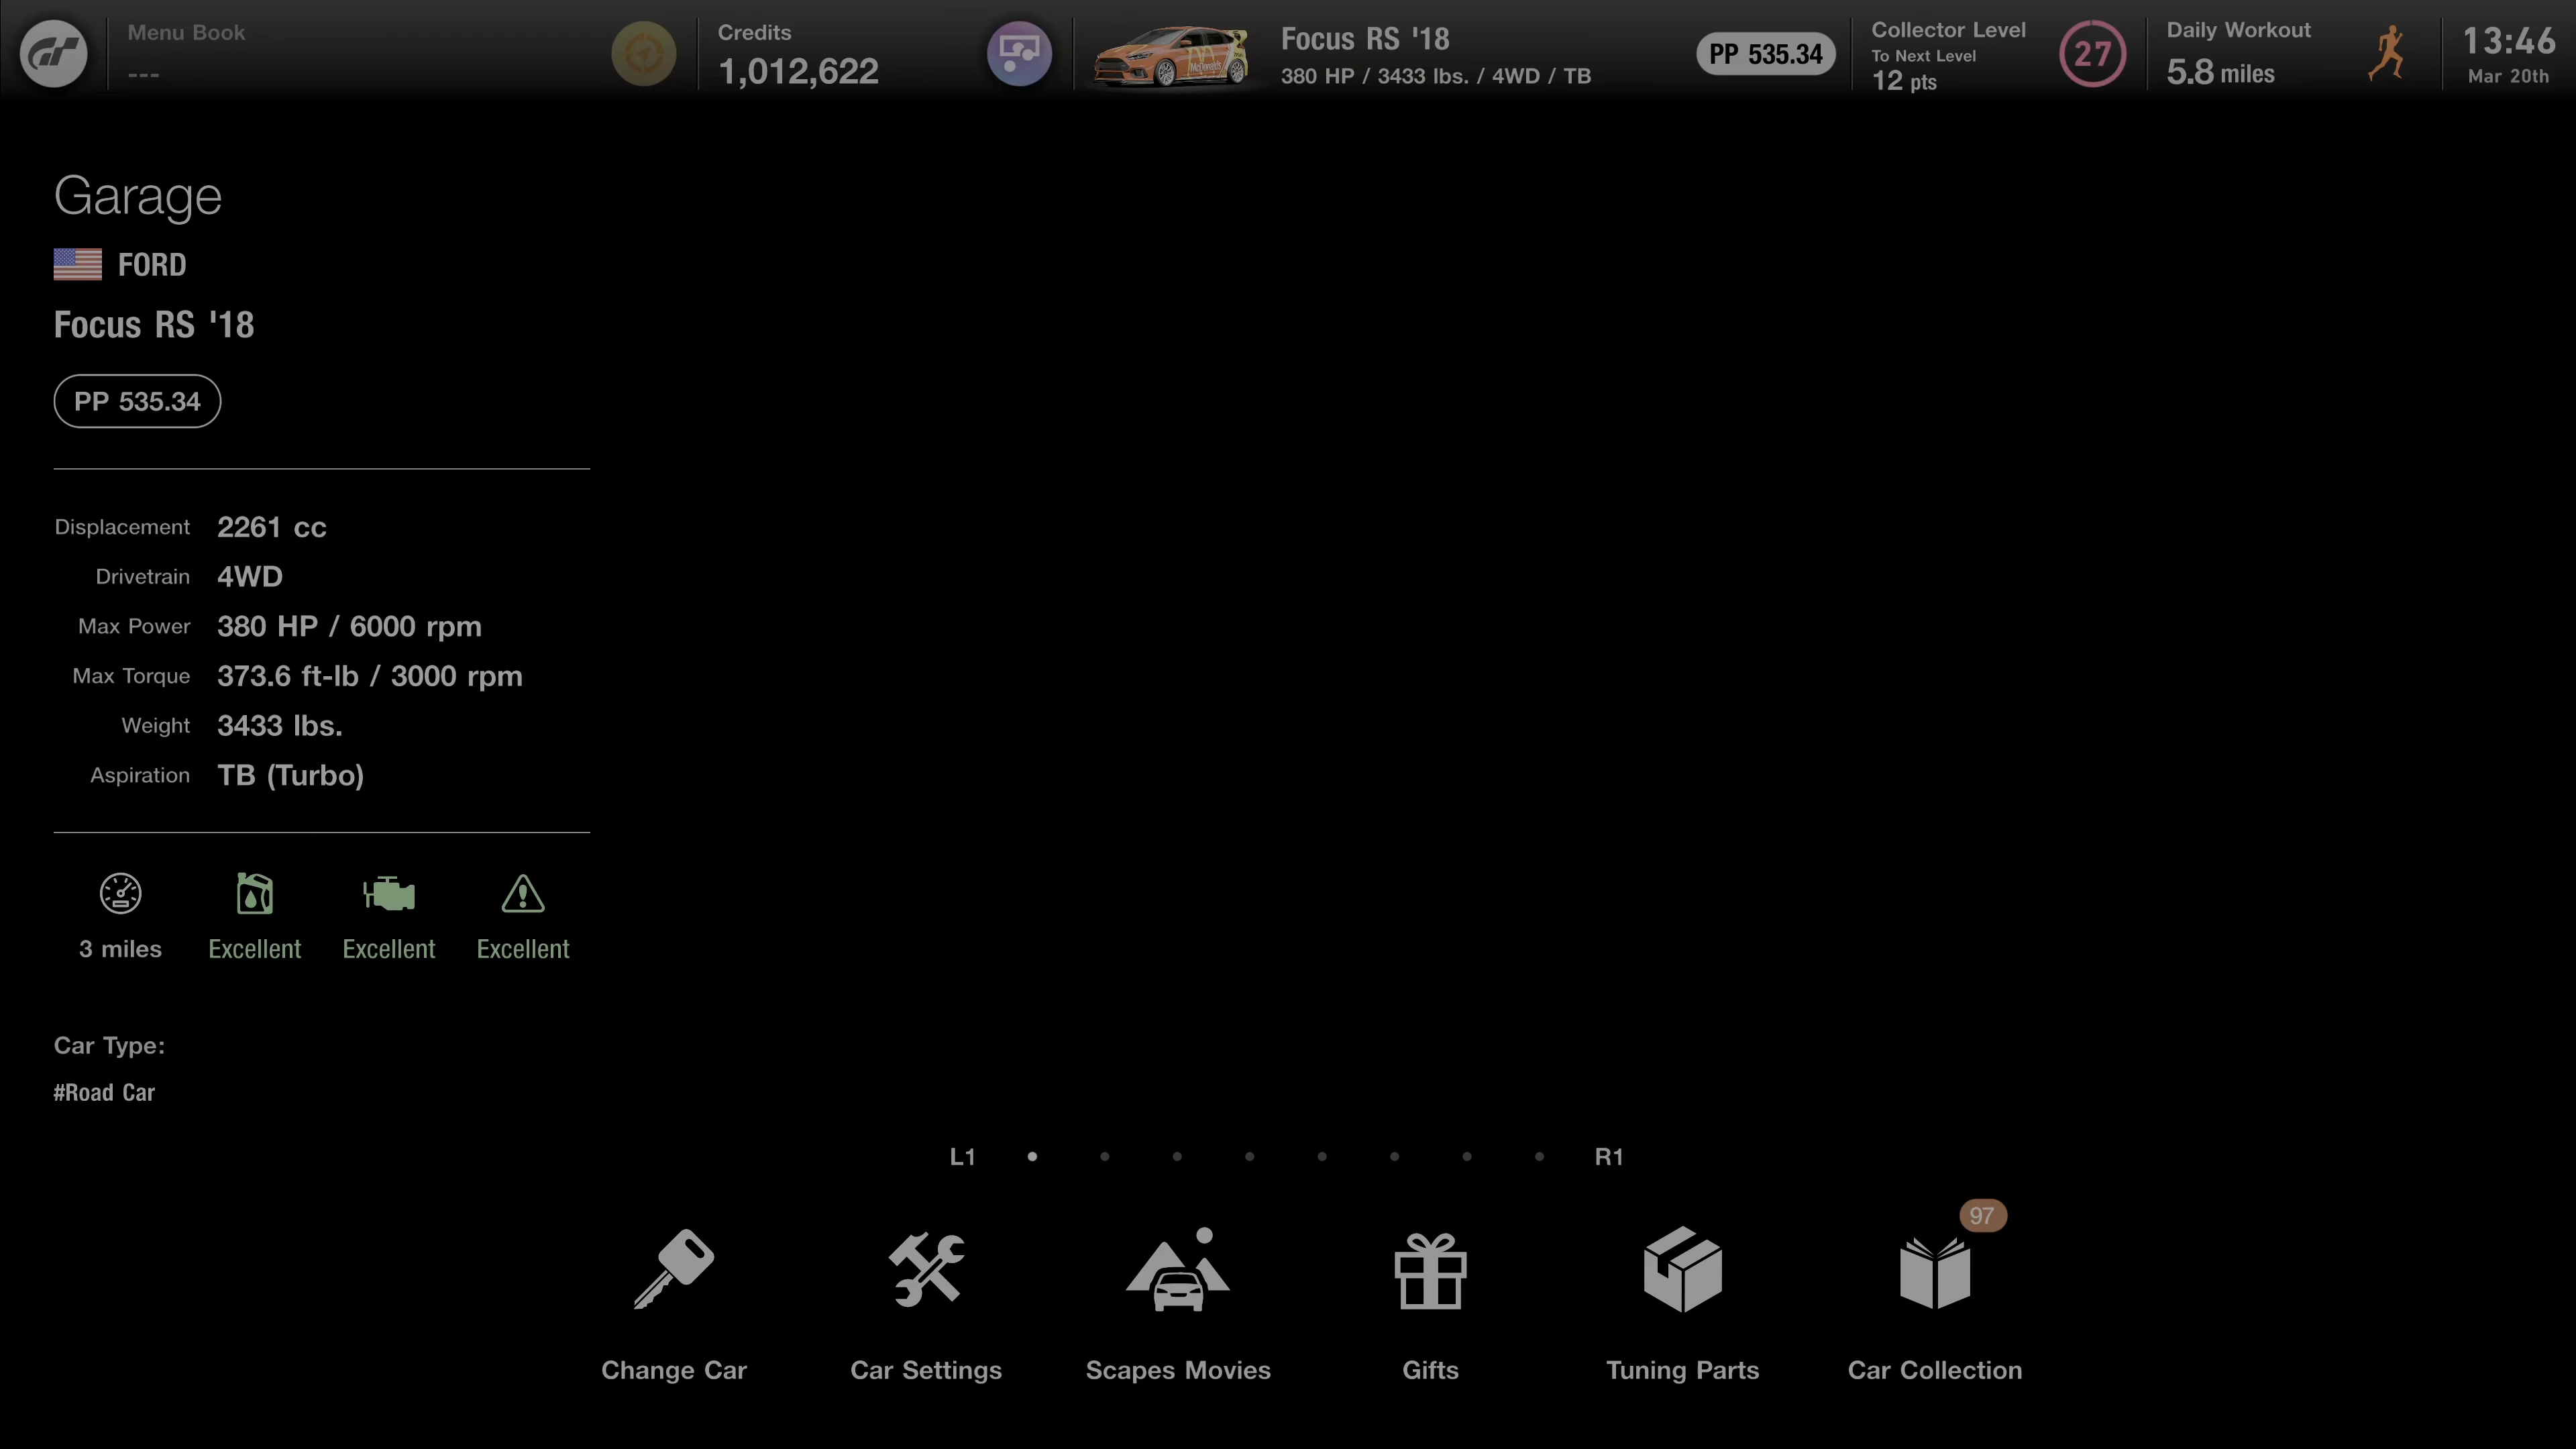 Menu Book
---
Credits
1,012,622
Focus RS '18
380 HP / 3433 lbs. / 4WD / TB
PP 535.34
Collector Level
To Next Level
12 pts
27
Daily Workout
5.8 miles
13:46
Mar 20th
McDonald's
Garage
FORD
Focus RS '18
PP 535.34
Displacement 2261 cc
Drivetrain 4WD
Max Power 380 HP / 6000 rpm
Max Torque 373.6 ft-lb / 3000 rpm
Weight 3433 lbs.
Aspiration TB (Turbo)
3 miles Excellent Excellent Excellent
Car Type:
#Road Car
L1 R1
97
Change Car Car Settings Scapes Movies Gifts Tuning Parts Car Collection